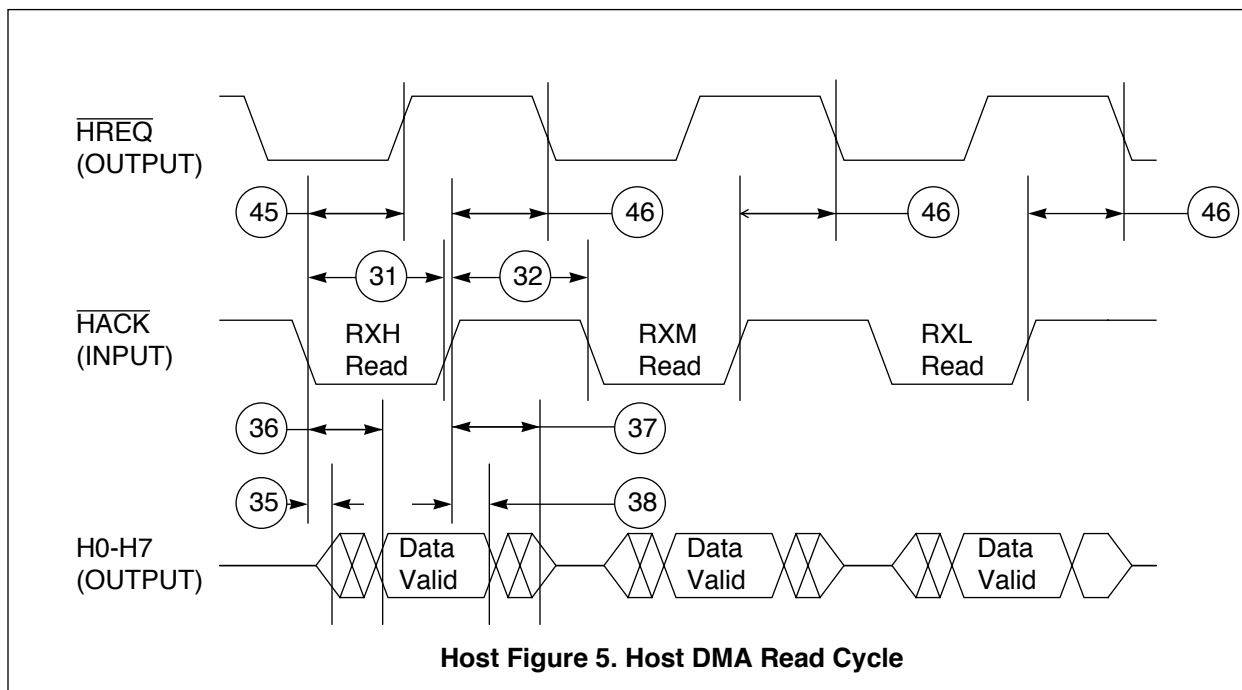 HREQ
(OUTPUT)
45
46
46
46
31
32
HACK
(INPUT)
RXH
Read
RXM
Read
RXL
Read
36
37
35
38
H0-H7
(OUTPUT)
Data
Valid
Data
Valid
Data
Valid
Host Figure 5. Host DMA Read Cycle